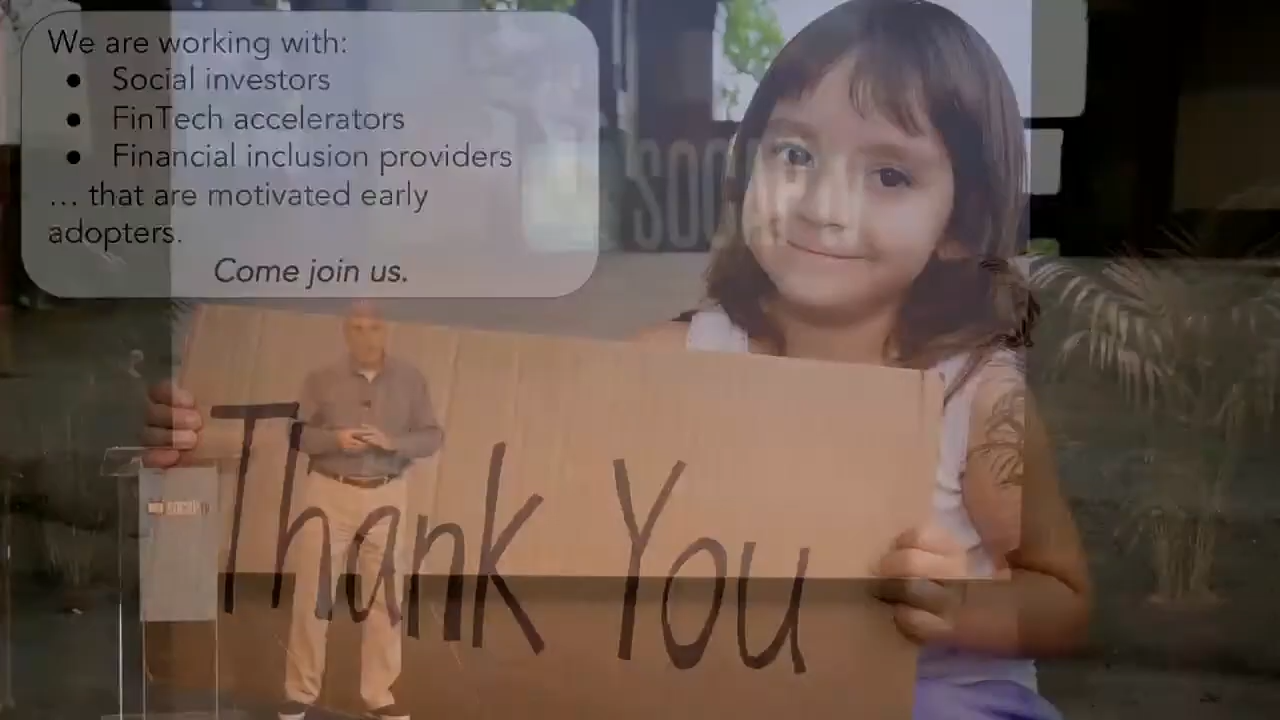 We are working with:
● Social investors
● FinTech accelerators
● Financial inclusion providers
... that are motivated early
adopters.
Come join us.
SOCAP
Thank You